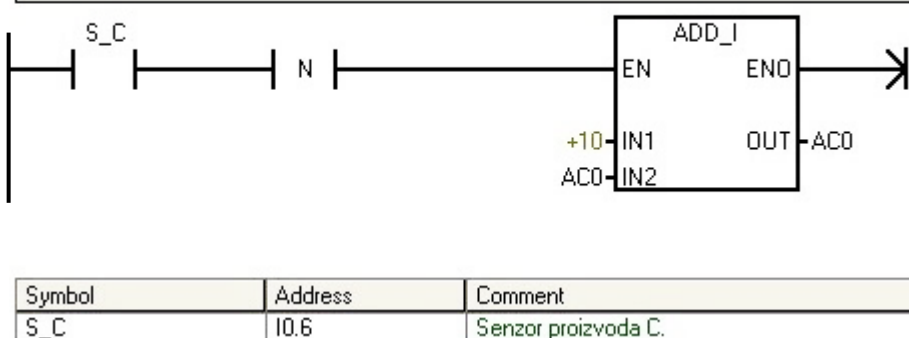 S_C
ADD_I
N
EN ENO
+10 IN1 OUT AC0
AC0 IN2
Symbol Address Comment
S_C I0.6 Senzor proizvoda C.